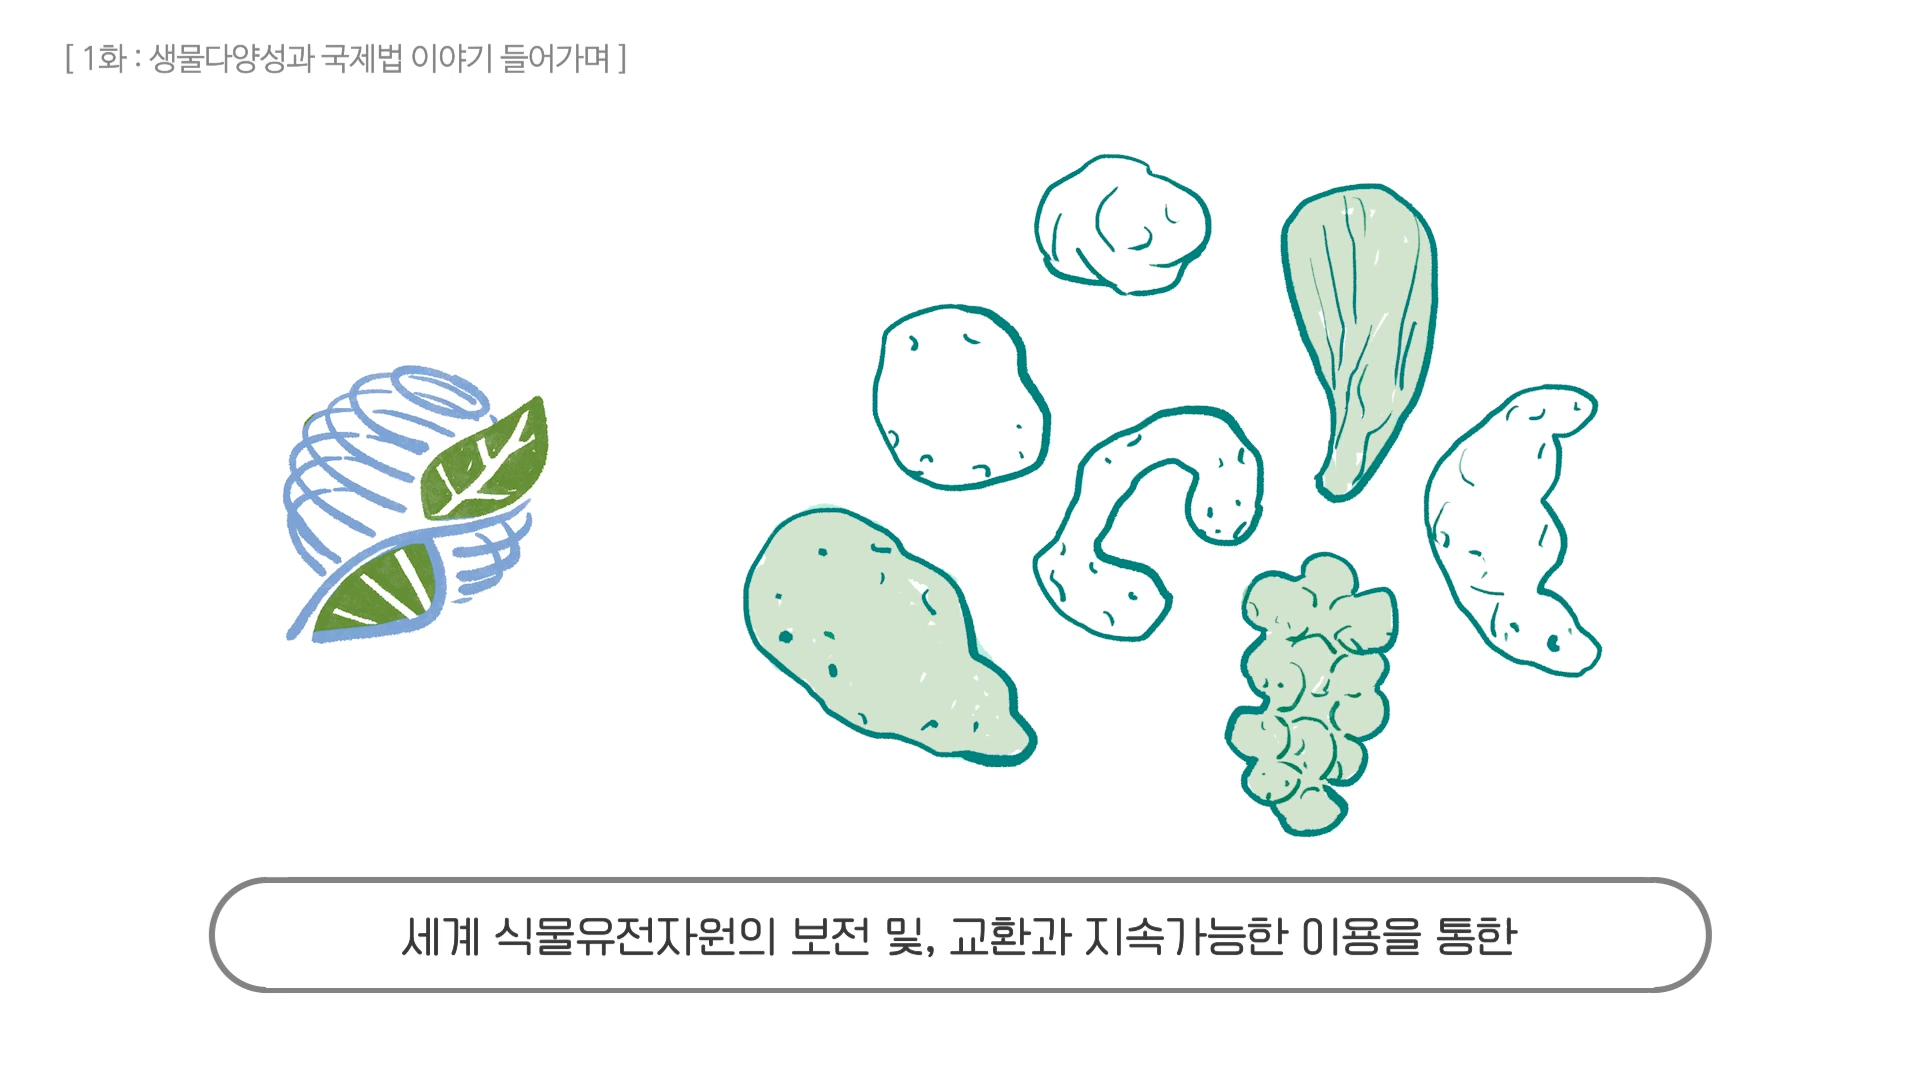 [ 1화 : 생물다양성과 국제법 이야기 들어가며 ]
세계 식물유전자원의 보전 및, 교환과 지속가능한 이용을 통한